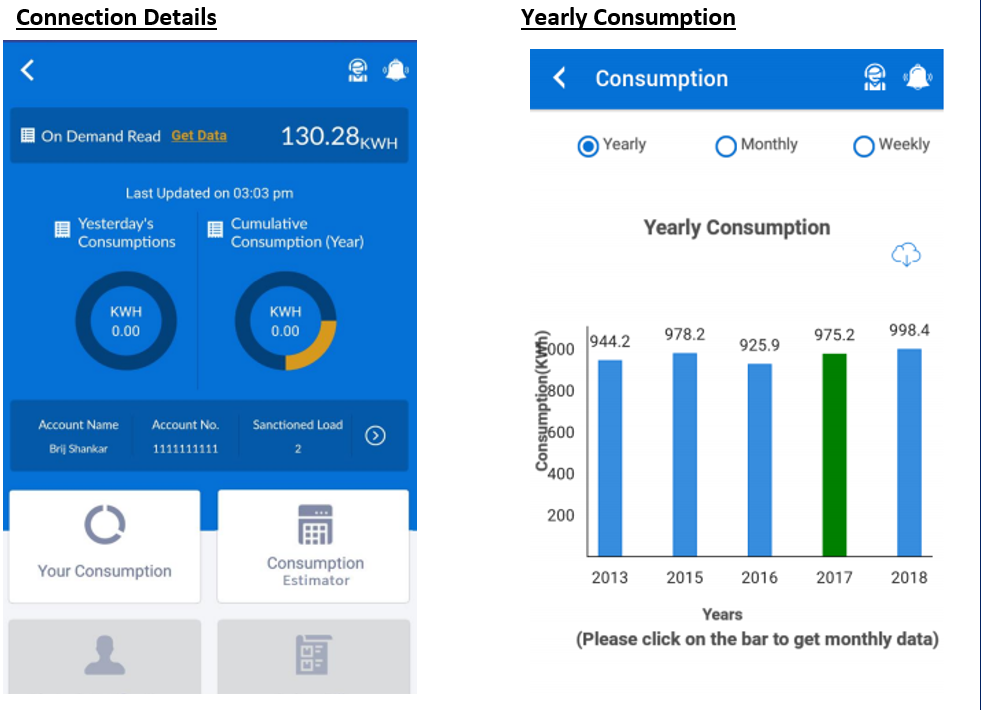 Connection Details
On Demand Read Get Data 130.28KWH
Last Updated on 03:03 pm
Yesterday's
Consumptions
Cumulative
Consumption (Year)
KWH
0.00
KWH
0.00
Account Name
Brij Shankar
Account No.
1111111111
Sanctioned Load
2
Your Consumption
Consumption
Estimator
Yearly Consumption
Consumption
Yearly Monthly Weekly
Yearly Consumption
Consumption(KWh)
800
600
400
200
944.2
978.2
925.9
975.2
998.4
2013 2015 2016 2017 2018
Years
(Please click on the bar to get monthly data)